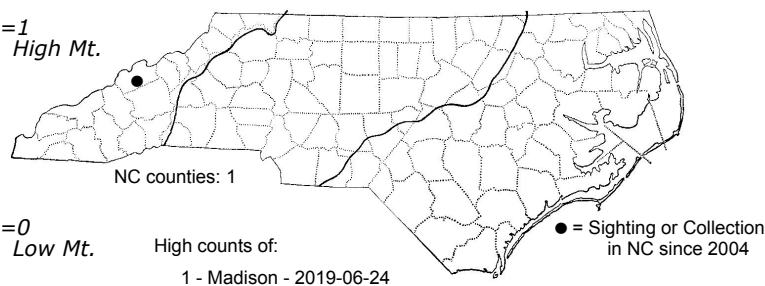 =1
High Mt.
NC counties: 1
=0
Low Mt.
High counts of:
1 - Madison - 2019-06-24
● = Sighting or Collection
in NC since 2004